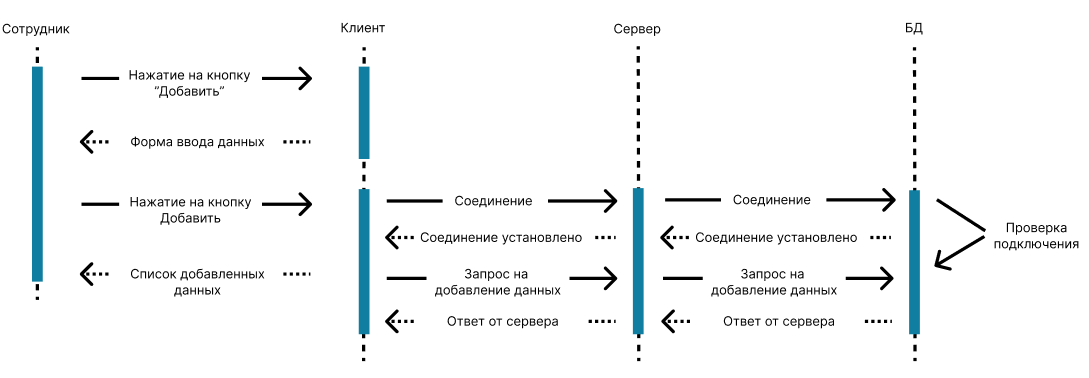 Сотрудник
Клиент
Сервер
БД
Нажатие на кнопку
"Добавить"
Форма ввода данных
Нажатие на кнопку
Добавить
Соединение
Соединение
Соединение установлено
Соединение установлено
Проверка
подключения
Список добавленных
данных
Запрос на
добавление данных
Запрос на
добавление данных
Ответ от сервера
Ответ от сервера